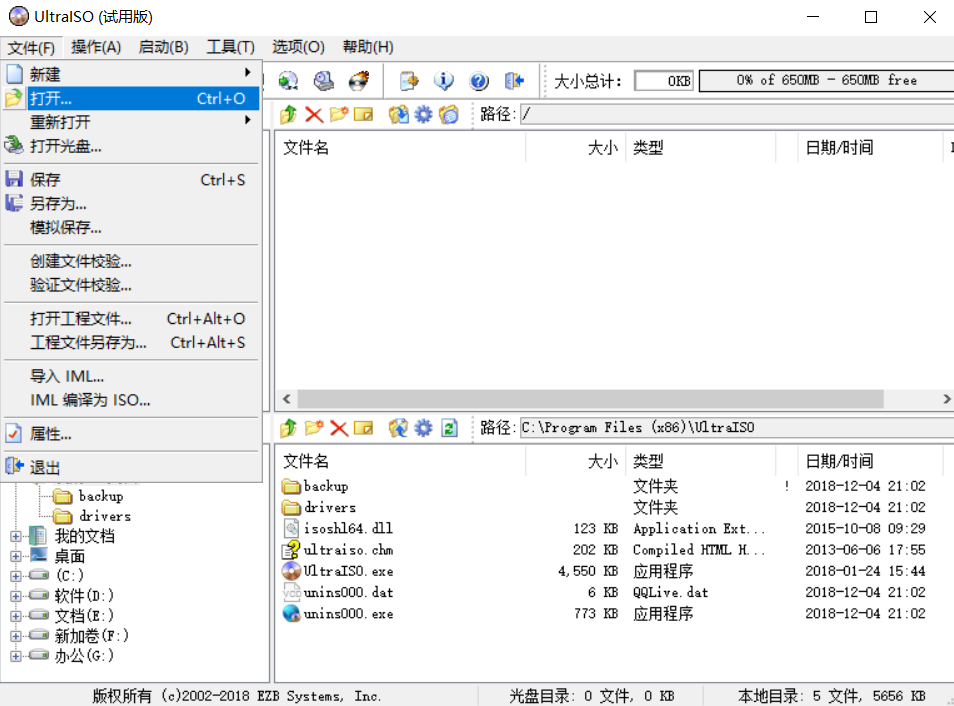 UltraISO (试用版)
文件(F) 操作(A) 启动(B) 工具(T) 选项(O) 帮助(H)
新建
打开... Ctrl+O
重新打开
打开光盘...
保存 Ctrl+S
另存为...
模拟保存...
创建文件校验...
验证文件校验...
打开工程文件... Ctrl+Alt+O
工程文件另存为... Ctrl+Alt+S
导入 IML...
IML 编译为 ISO...
属性...
退出
大小总计: 0KB 0% of 650MB - 650MB free
路径: /
文件名 大小 类型 日期/时间
路径: C:\Program Files (x86)\UltraISO
文件名 大小 类型 日期/时间
backup 文件夹 ! 2018-12-04 21:02
drivers 文件夹 2018-12-04 21:02
isoshl64.dll 123 KB Application Ext... 2015-10-08 09:29
ultraiso.chm 202 KB Compiled HTML H... 2013-06-06 17:55
UltraISO.exe 4,550 KB 应用程序 2018-01-24 15:44
unins000.dat 6 KB QQLive.dat 2018-12-04 21:02
unins000.exe 773 KB 应用程序 2018-12-04 21:02
backup
drivers
我的文档
桌面
(C:)
软件(D:)
文档(E:)
新加卷(F:)
办公(G:)
版权所有 (c)2002-2018 EZB Systems, Inc. 光盘目录: 0 文件, 0 KB 本地目录: 5 文件, 5656 KB